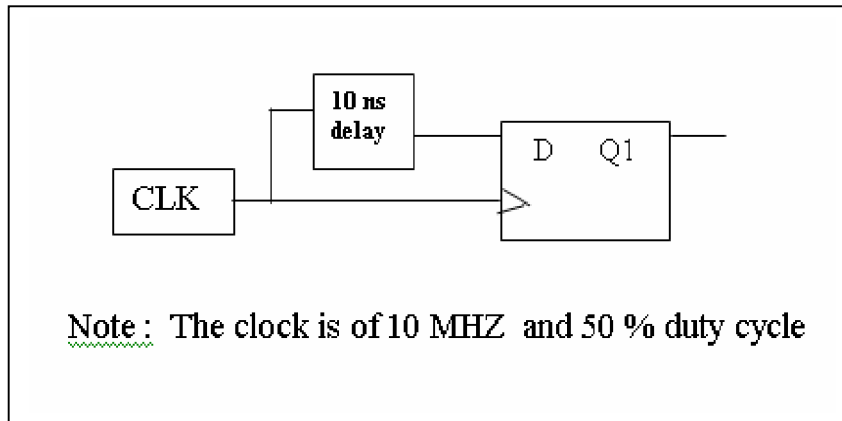 10 ns
delay
D Q1
CLK
Note : The clock is of 10 MHZ and 50 % duty cycle